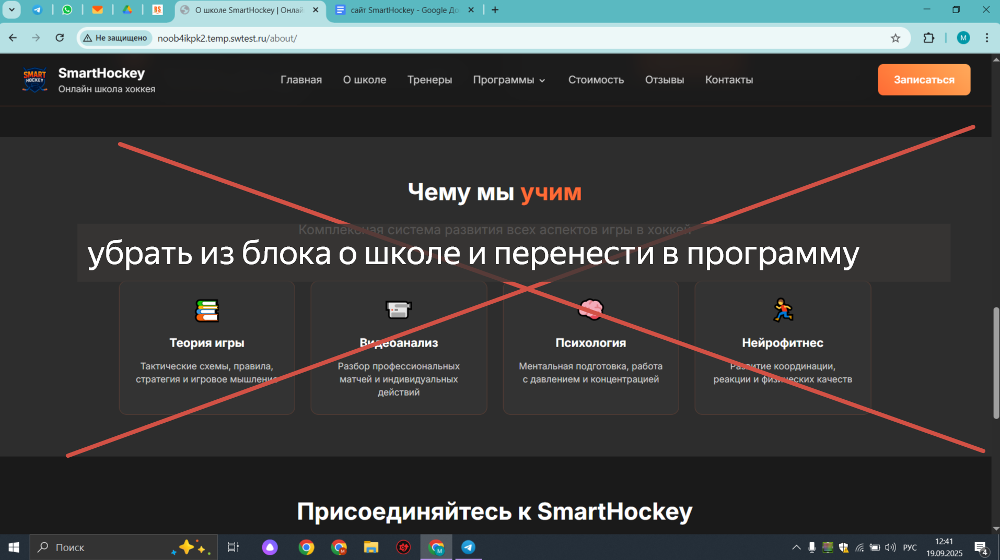 О школе SmartHockey | Онлай
сайт SmartHockey - Google До
Не защищено
noob4ikpk2.temp.swtest.ru/about/
M
SMART
HOCKEY
SmartHockey
Онлайн школа хоккея
Главная
О школе
Тренеры
Программы
Стоимость
Отзывы
Контакты
Записаться
Чему мы учим
Комплексная система развития всех аспектов игры в хоккей
убрать из блока о школе и перенести в программу
Теория игры
Тактические схемы, правила,
стратегия и игровое мышление
Видеоанализ
Разбор профессиональных
матчей и индивидуальных
действий
Психология
Ментальная подготовка, работа
с давлением и концентрацией
Нейрофитнес
Развитие координации,
реакции и физических качеств
Присоединяйтесь к SmartHockey
Поиск
РУС
12:41
19.09.2025
4